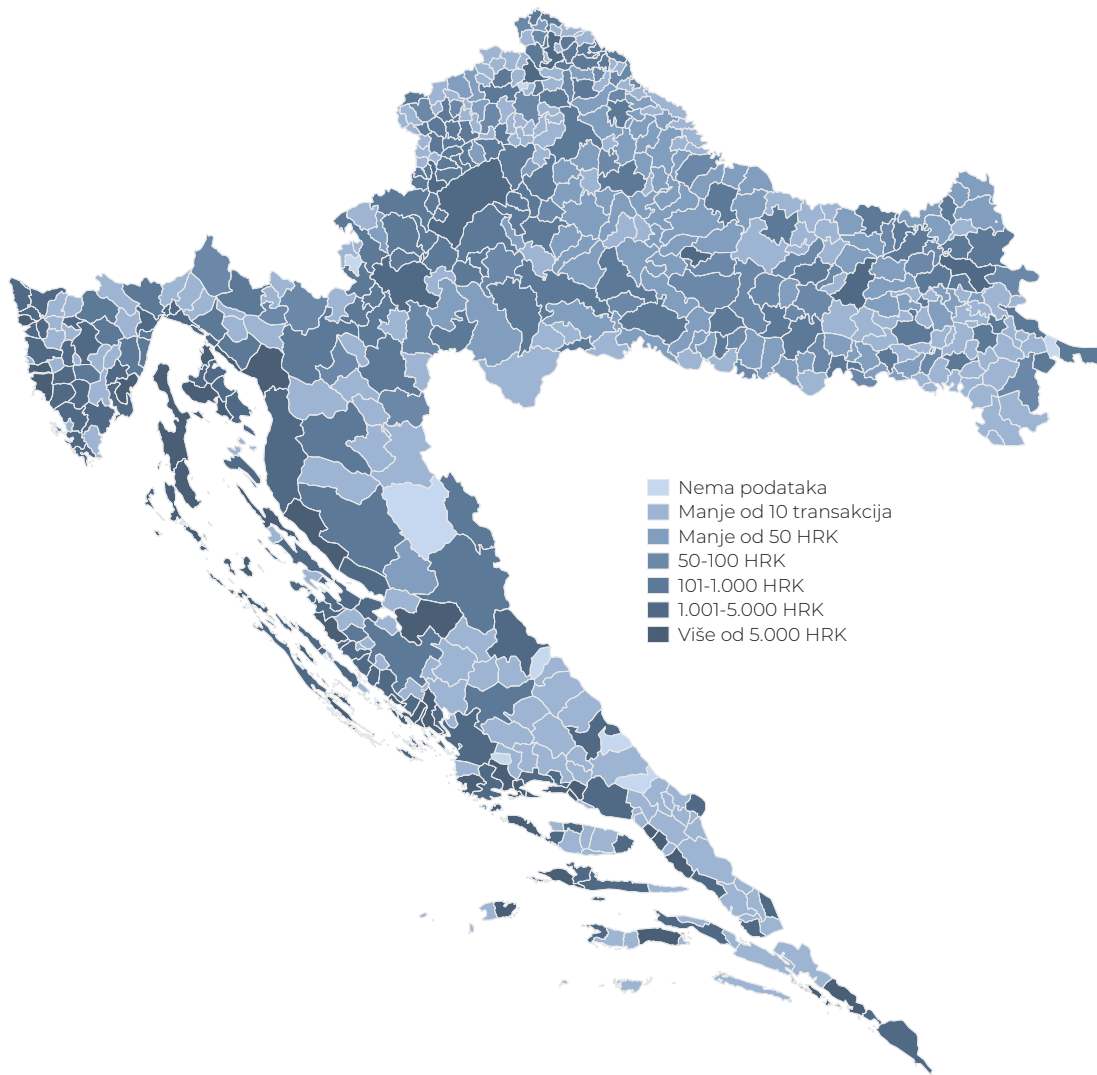 Nema podataka
Manje od 10 transakcija
Manje od 50 HRK
50-100 HRK
101-1.000 HRK
1.001-5.000 HRK
Više od 5.000 HRK